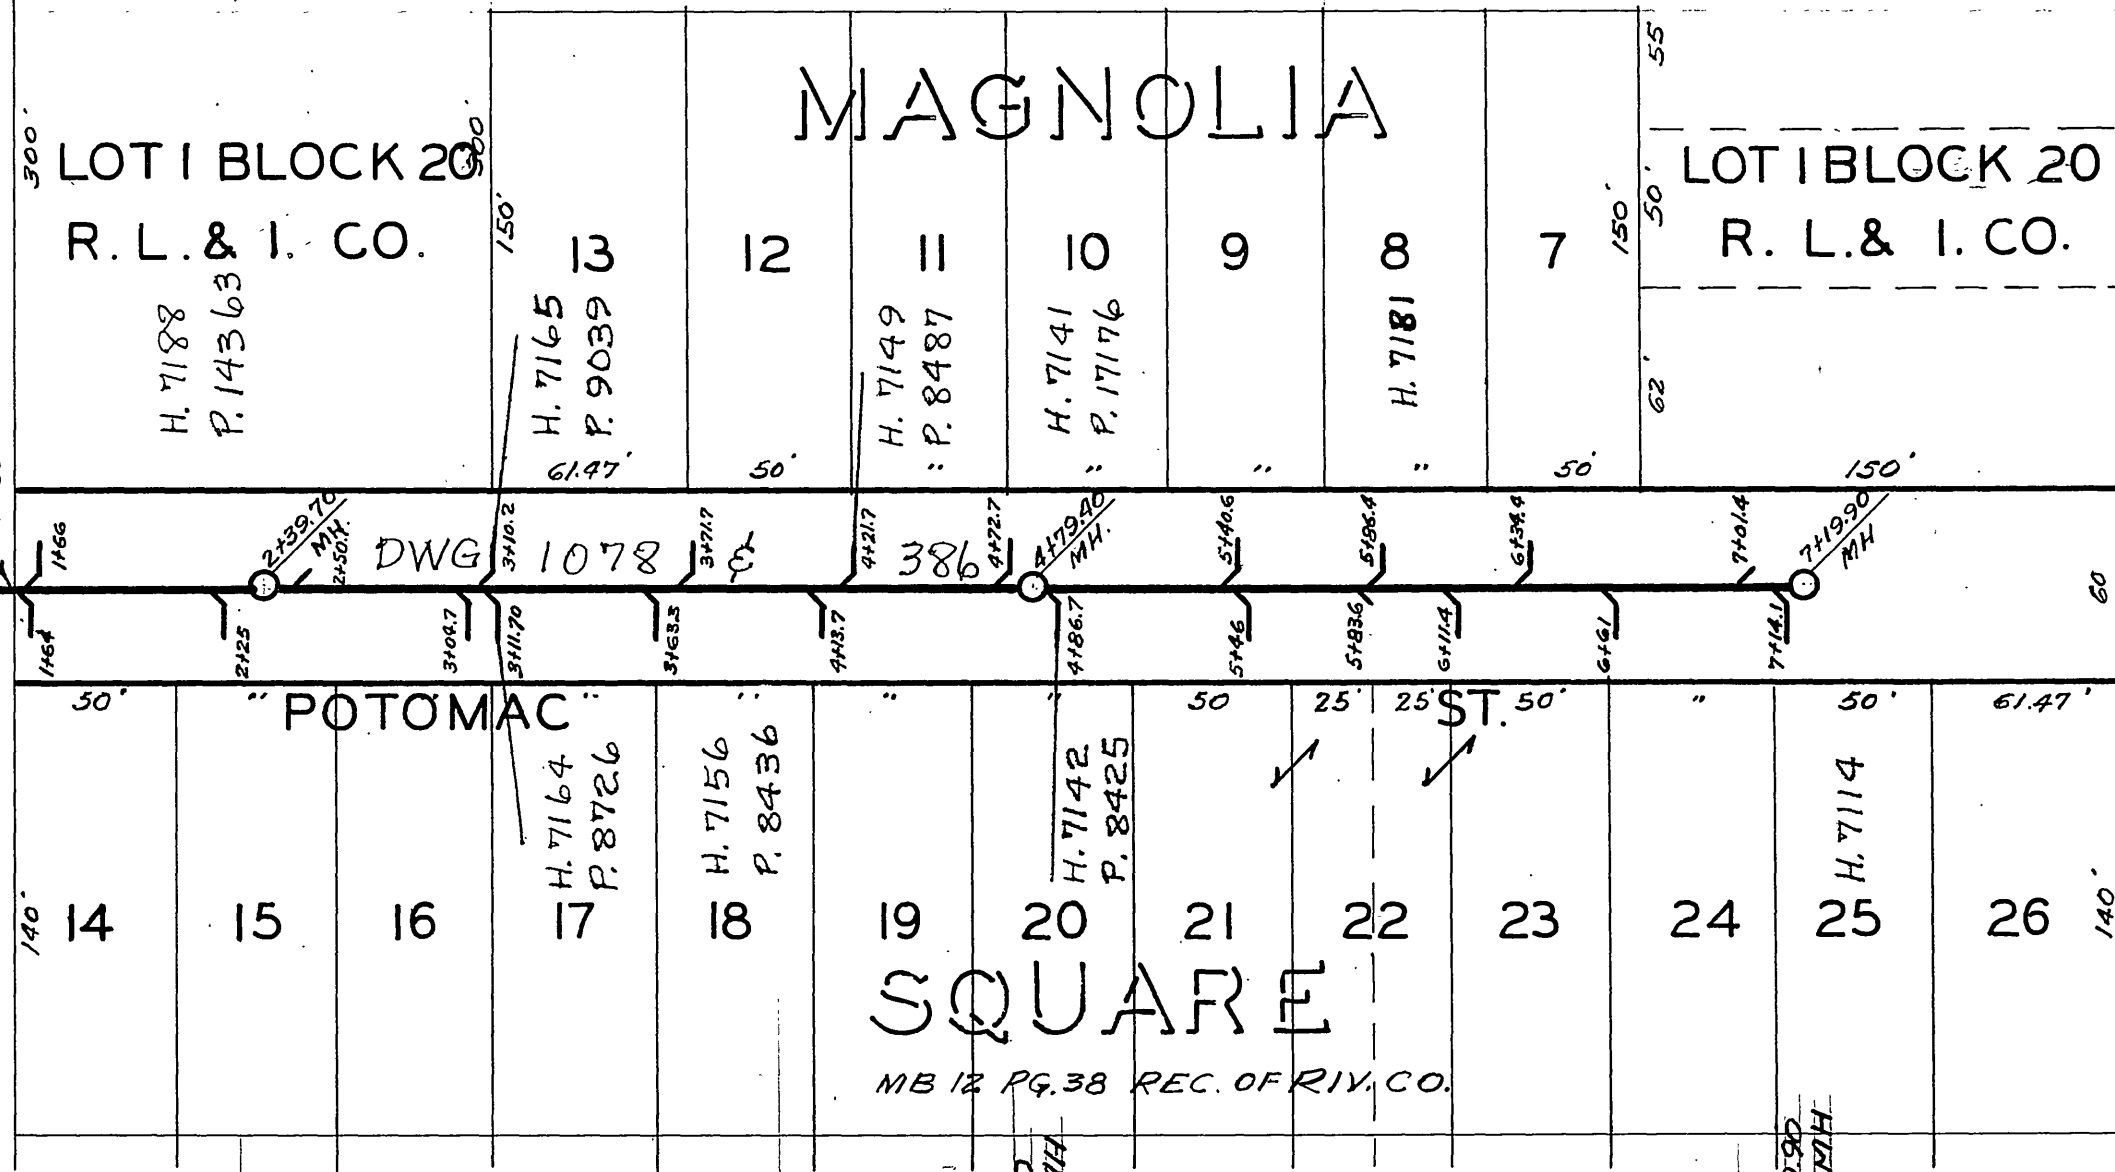 MAGNOLIA
300'
LOT 1 BLOCK 20
R. L. & I. CO.
300'
150'
13
12
11
10
9
8
7
150'
55
50'
62'
LOT 1 BLOCK 20
R. L. & I. CO.
H. 7188
P. 14363
H. 7165
P. 9039
H. 7149
P. 8487
H. 7141
P. 17176
H. 7181
61.47'
50'
"
"
"
"
50'
150'
1+66
2+39.70
MH.
2+50.7
DWG 1078 & 386
3+10.2
3+71.7
4+21.7
4+72.7
4+79.40
MH.
5+40.6
5+86.4
6+34.4
7+01.4
7+19.90
MH
60
1+64
2+25
3+04.7
3+11.70
3+63.3
4+13.7
4+86.7
5+46
5+83.6
6+11.4
6+61
7+14.1
50'
"
"
"
"
"
50
25'
25'
50'
"
50'
61.47'
POTOMAC ST.
H. 7164
P. 8726
H. 7156
P. 8436
H. 7142
P. 8425
H. 7114
140'
14
15
16
17
18
19
20
21
22
23
24
25
26
140'
SQUARE
MB 12 PG. 38 REC. OF RIV. CO.
MH
MH